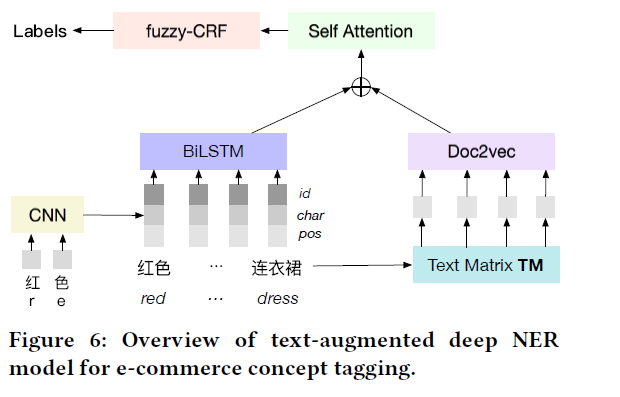 Labels
fuzzy-CRF
Self Attention
BiLSTM
Doc2vec
id
CNN
char
pos
红色 ... 连衣裙
Text Matrix TM
红 色
r e
red ... dress
Figure 6: Overview of text-augmented deep NER
model for e-commerce concept tagging.